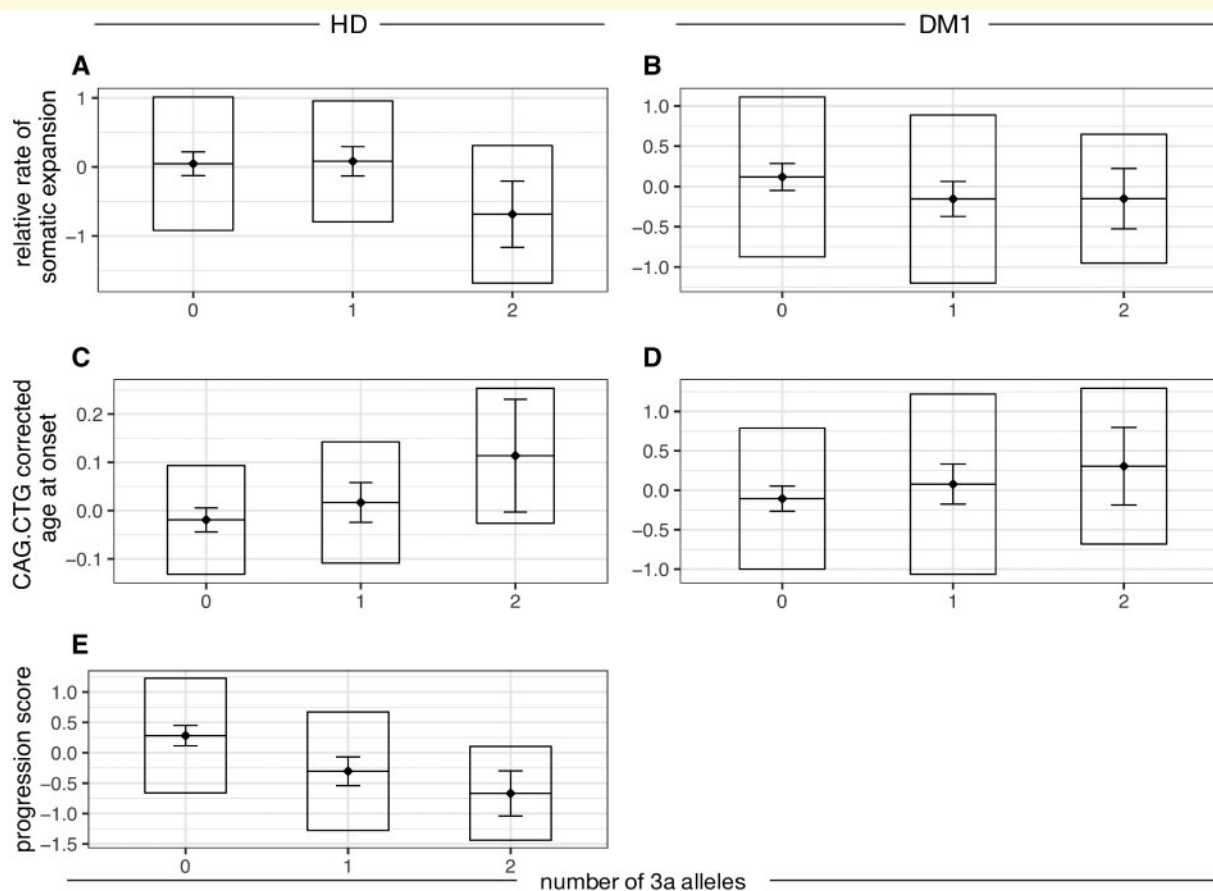 HD DM1
A B
relative rate of
somatic expansion
1
0
−1
0 1 2
1.0
0.5
0.0
−0.5
−1.0
0 1 2
C D
CAG.CTG corrected
age at onset
0.2
0.1
0.0
−0.1
0 1 2
1.0
0.5
0.0
−0.5
−1.0
0 1 2
E
progression score
1.0
0.5
0.0
−0.5
−1.0
−1.5
0 1 2
number of 3a alleles